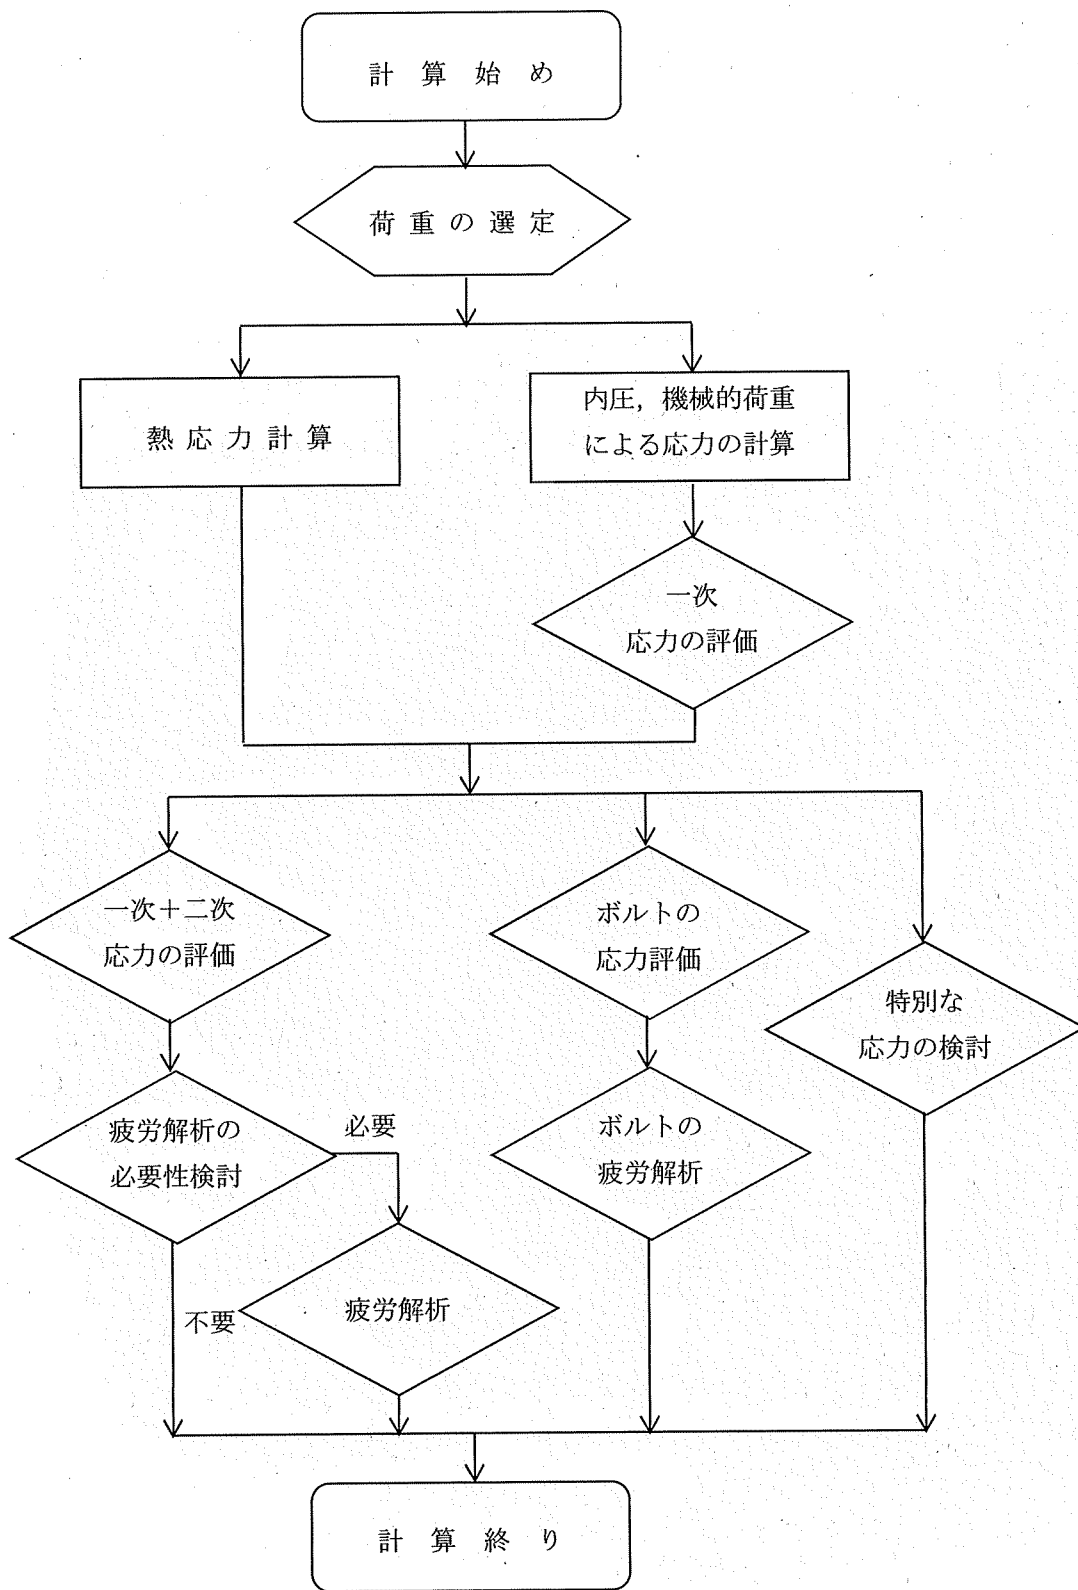 計算始め
荷重の選定
熱応力計算
内圧，機械的荷重
による応力の計算
一次
応力の評価
一次＋二次
応力の評価
ボルトの
応力評価
特別な
応力の検討
疲労解析の
必要性検討
必要
ボルトの
疲労解析
不要
疲労解析
計算終り